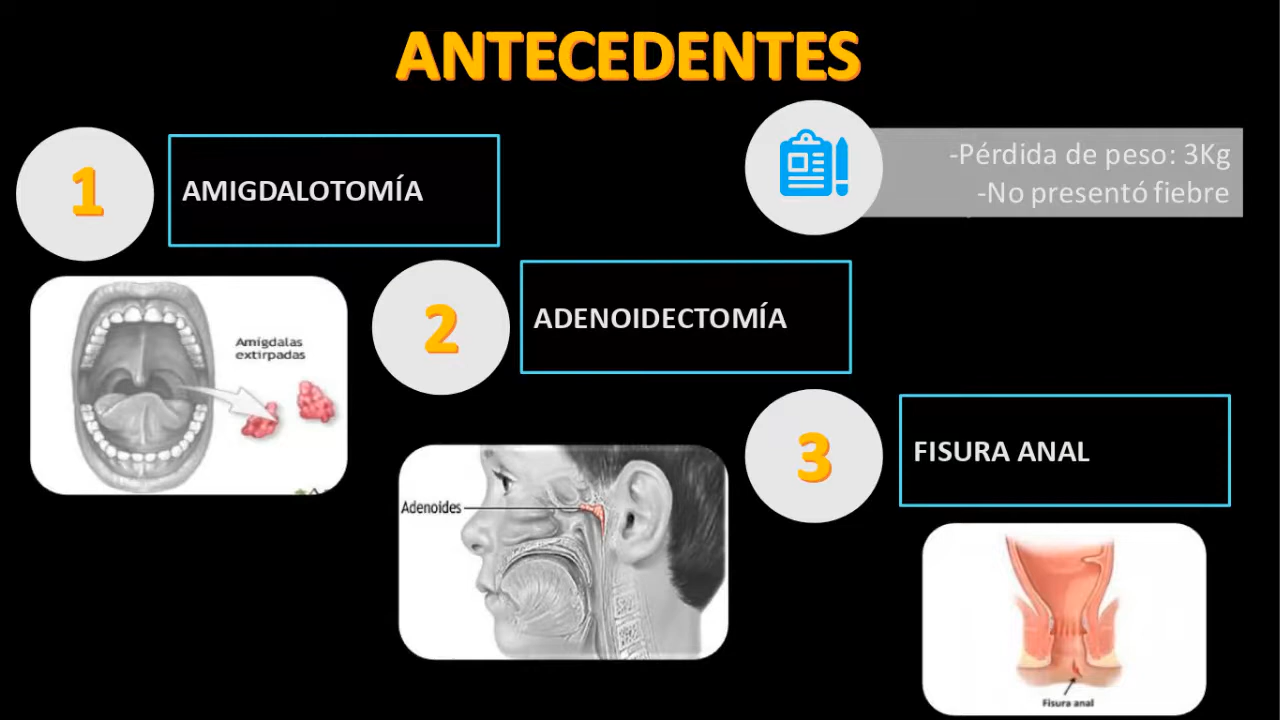 ANTECEDENTES
1
AMIGDALOTOMÍA
-Pérdida de peso: 3Kg
-No presentó fiebre
2
ADENOIDECTOMÍA
Amígdalas
extirpadas
3
FISURA ANAL
Adenoides
Fisura anal